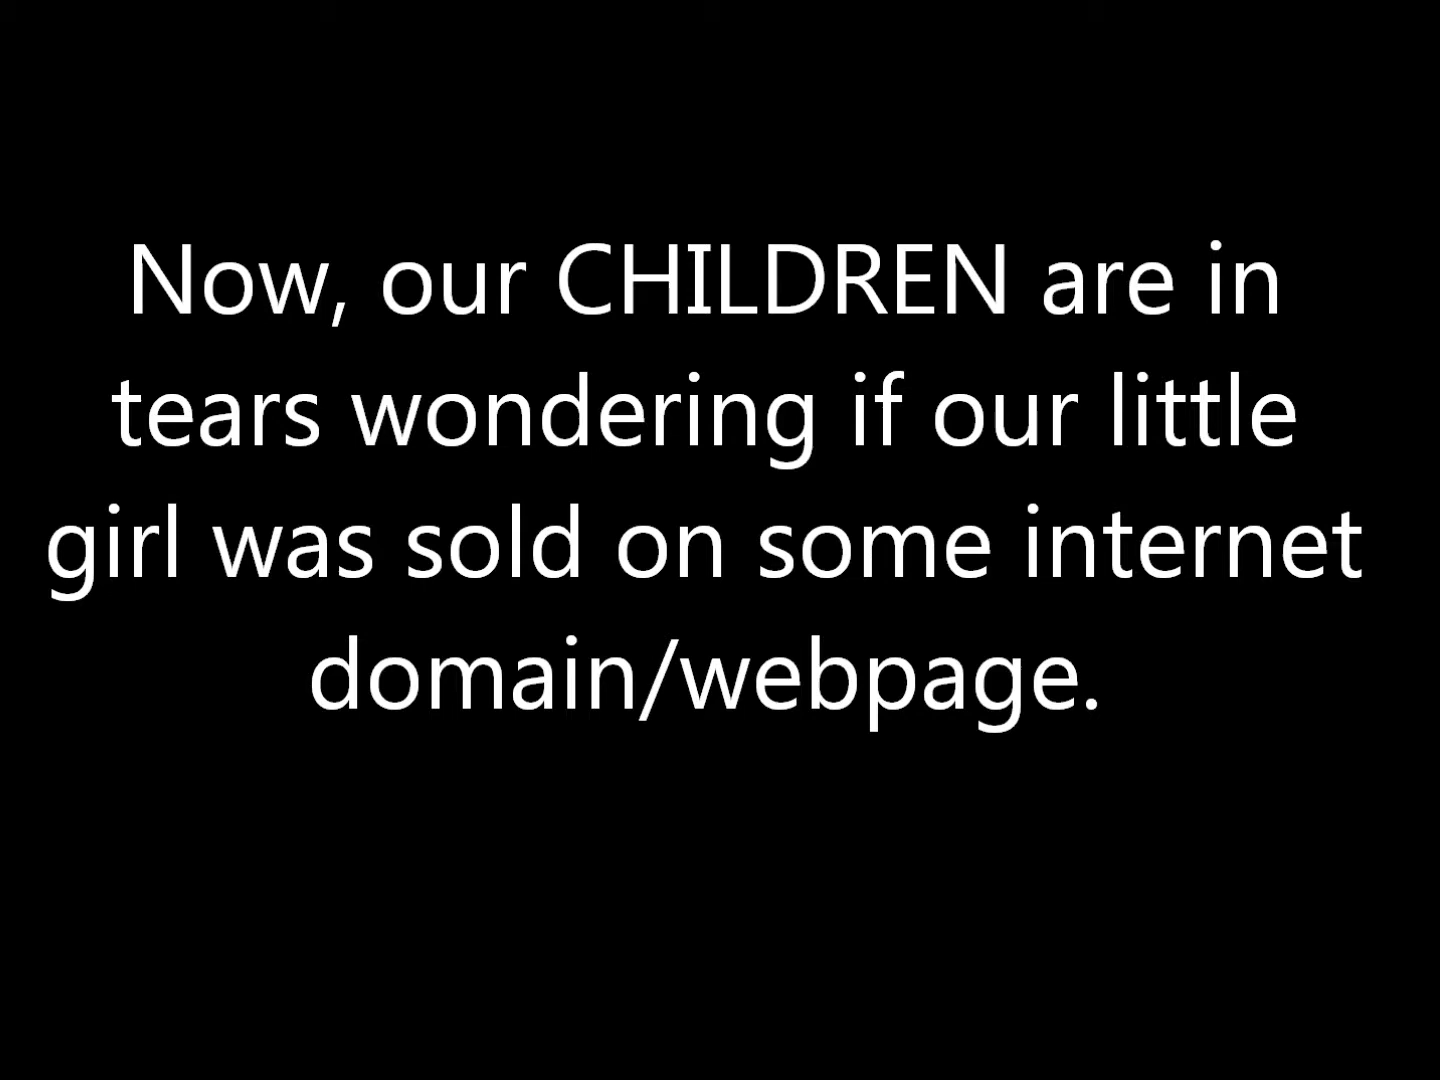 Now, our CHILDREN are in
tears wondering if our little
girl was sold on some internet
domain/webpage.